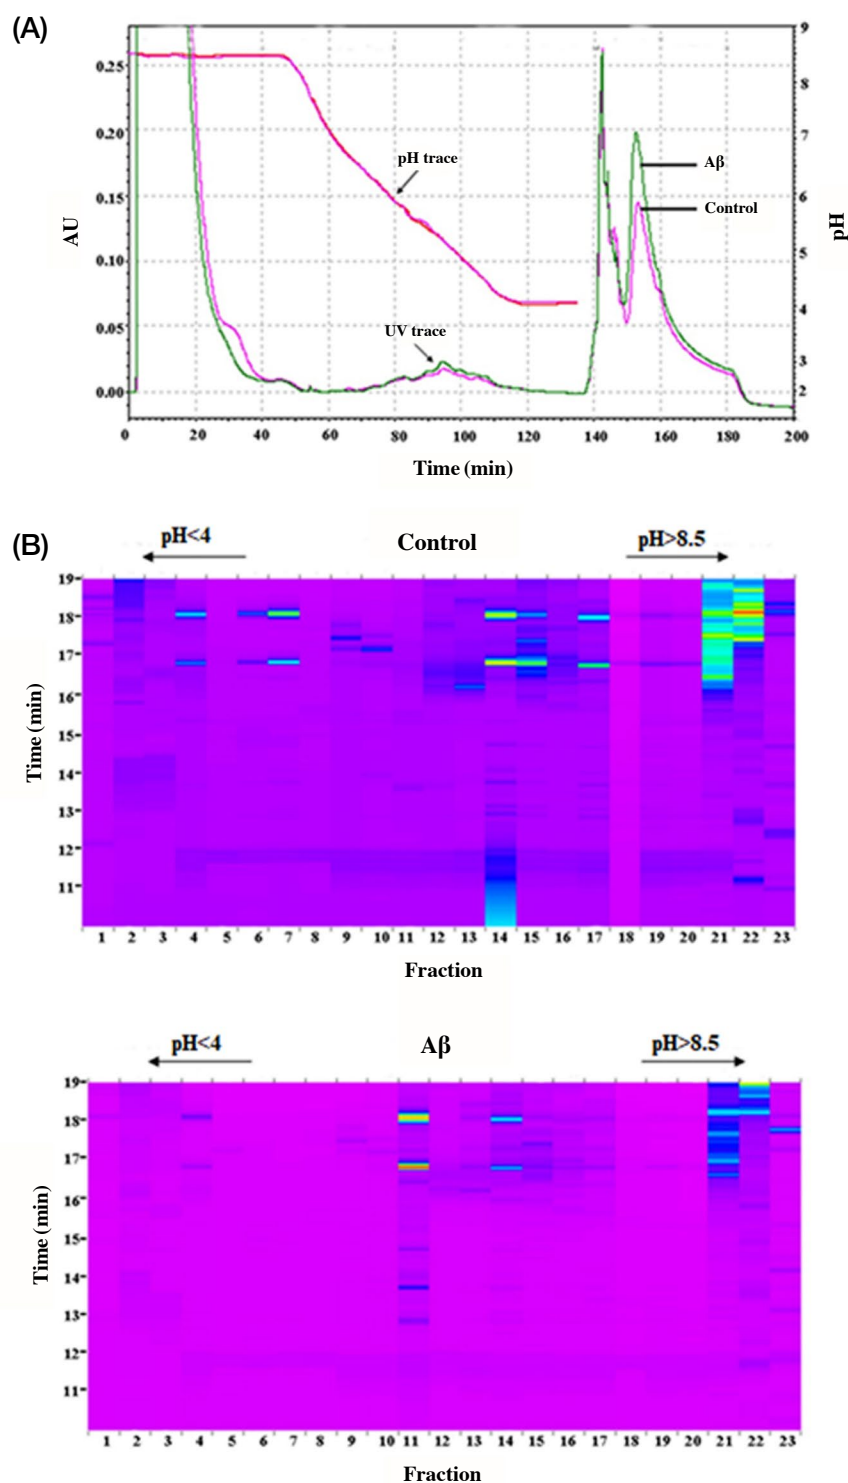 (A)
9
0.25
8
0.20
7
pH trace
Aβ
0.15
6
Control
AU
pH
0.10
5
4
UV trace
0.05
3
0.00
2
0 20 40 60 80 100 120 140 160 180 200
Time (min)
(B)
pH<4 Control pH>8.5
19
18
17
16
15
14
13
12
11
Time (min)
1 2 3 4 5 6 7 8 9 10 11 12 13 14 15 16 17 18 19 20 21 22 23
Fraction
pH<4 Aβ pH>8.5
19
18
17
16
15
14
13
12
11
Time (min)
1 2 3 4 5 6 7 8 9 10 11 12 13 14 15 16 17 18 19 20 21 22 23
Fraction